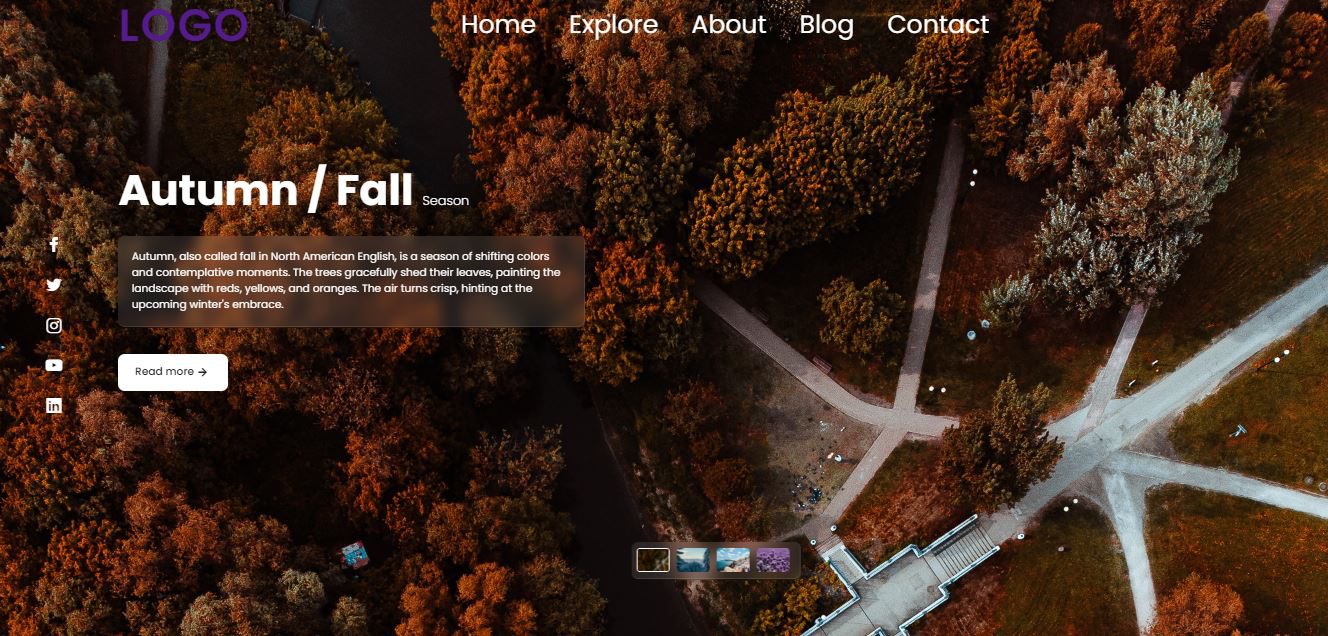 LOGO
Home Explore About Blog Contact
Autumn / Fall Season
Autumn, also called fall in North American English, is a season of shifting colors
and contemplative moments. The trees gracefully shed their leaves, painting the
landscape with reds, yellows, and oranges. The air turns crisp, hinting at the
upcoming winter's embrace.
Read more →